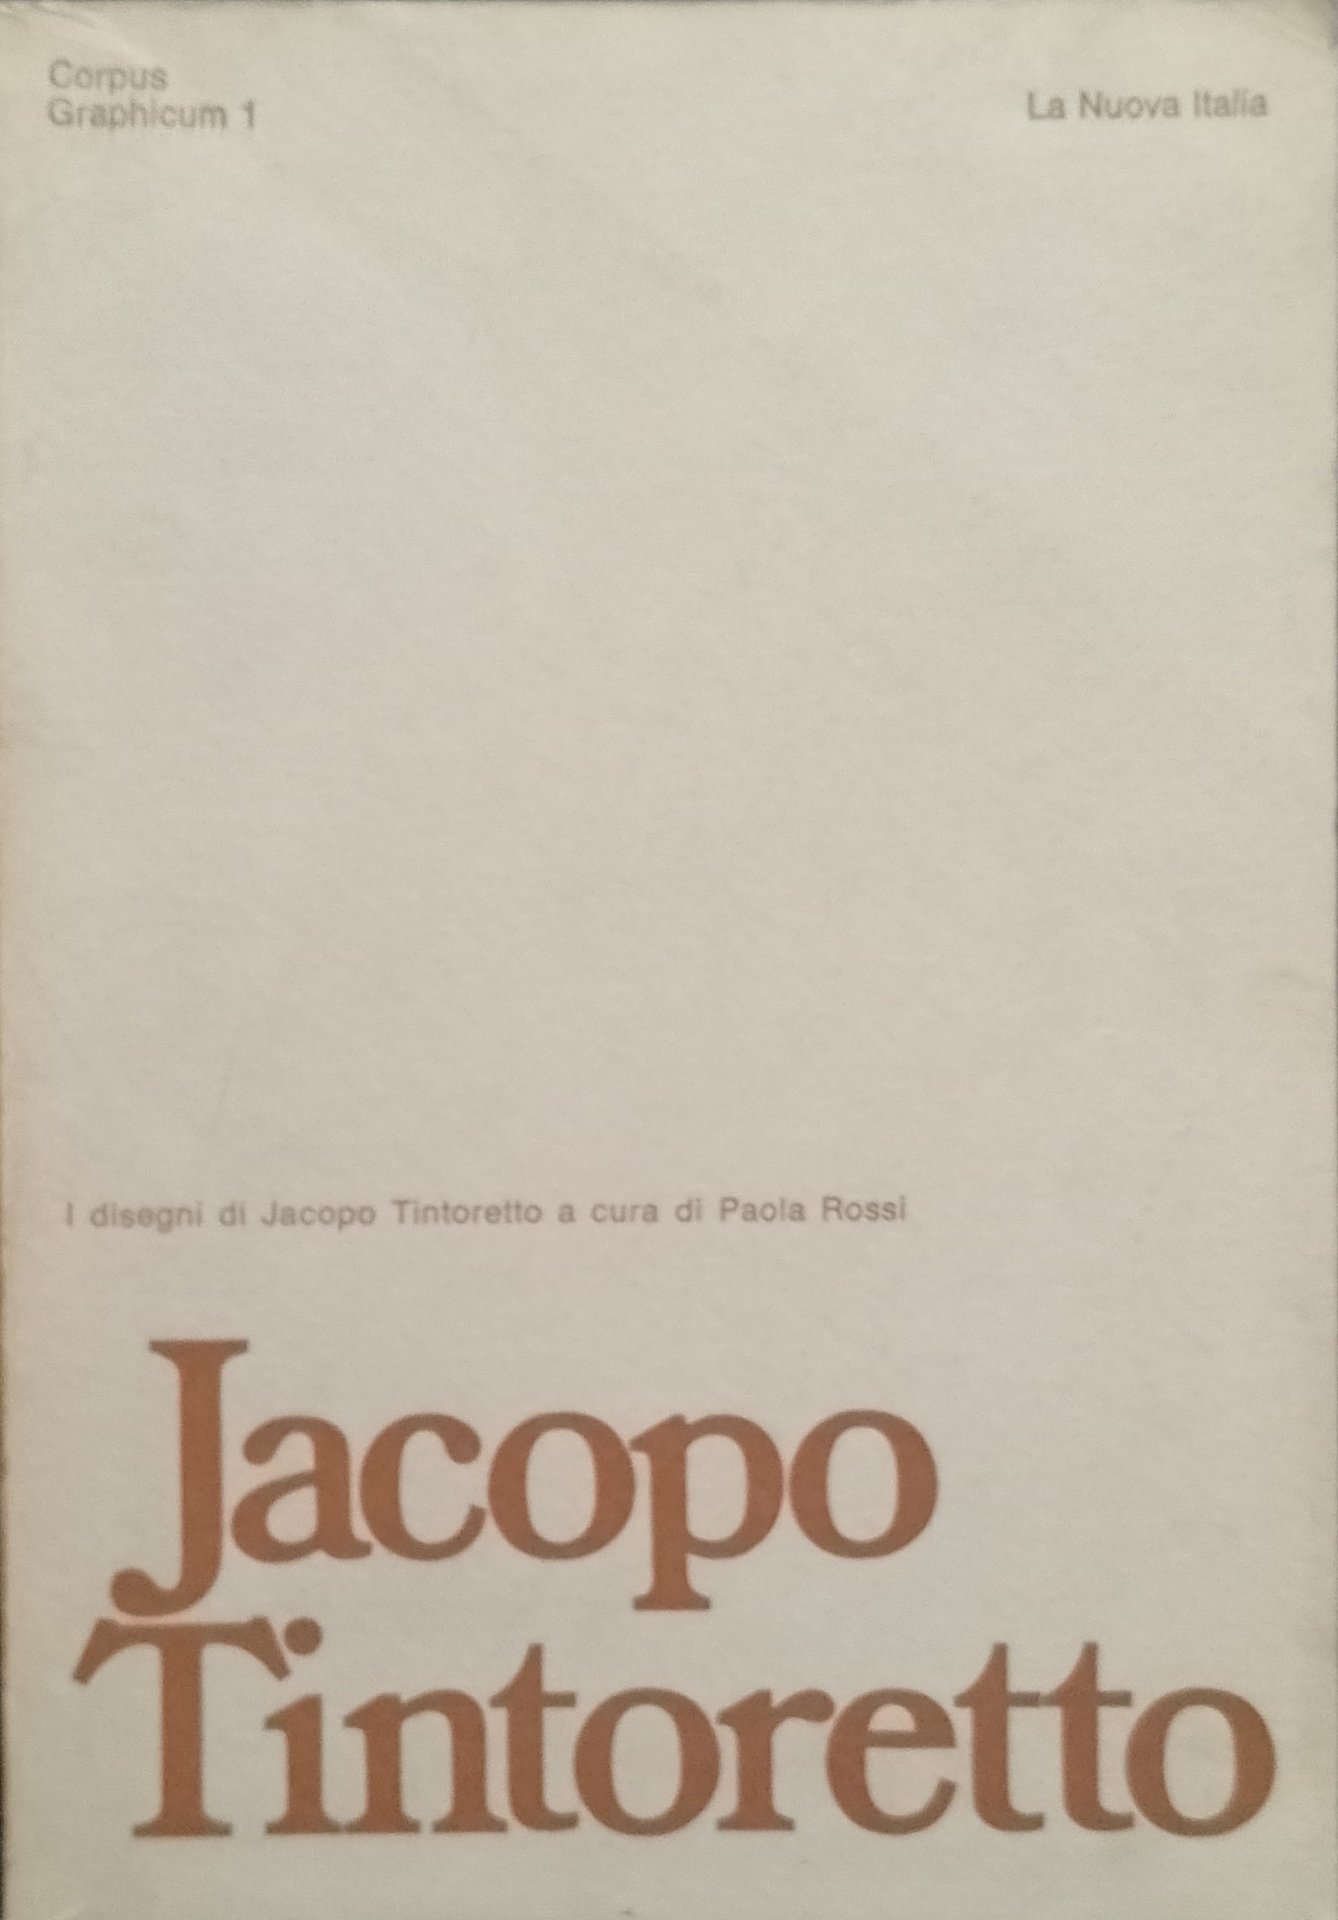 Corpus
Graphicum 1
La Nuova Italia
I disegni di Jacopo Tintoretto a cura di Paola Rossi
Jacopo
Tintoretto